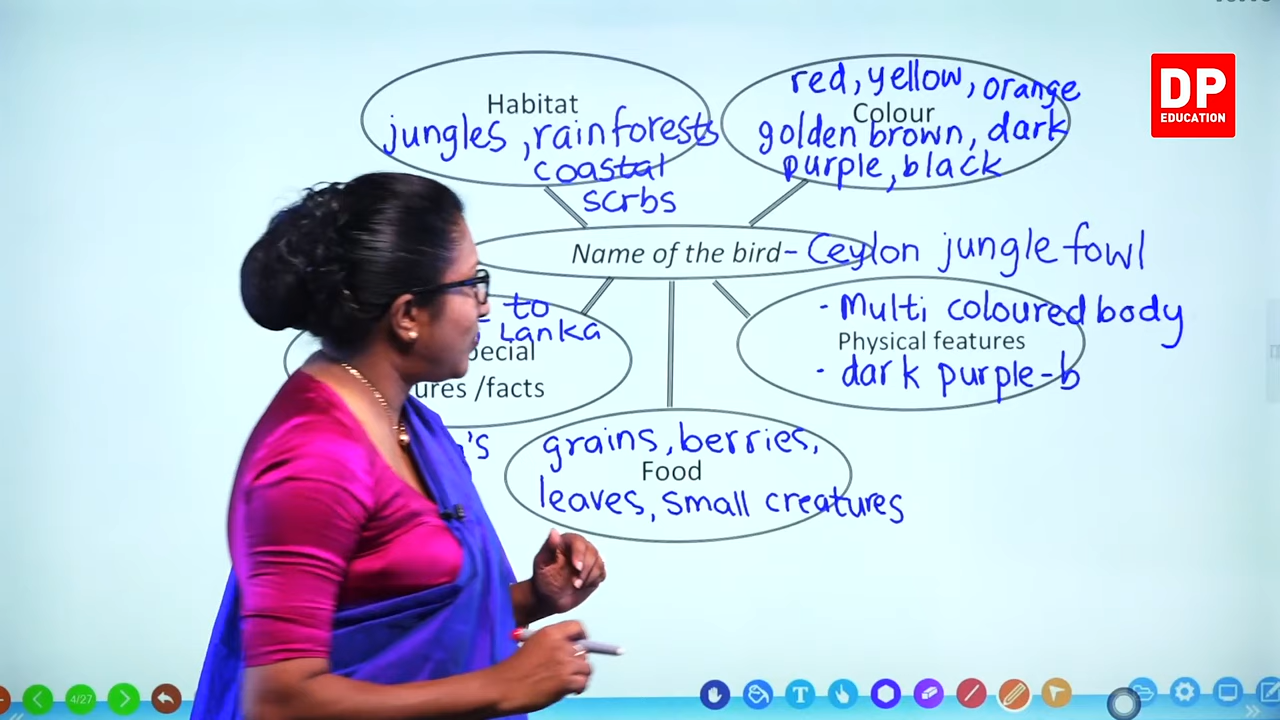 DP
EDUCATION
Habitat
jungles, rainforests
coastal
scrbs
red, yellow, orange
Colour
golden brown, dark
purple, black
Name of the bird - Ceylon jungle fowl
to
Lanka
/facts
- Multi coloured body
Physical features
- dark purple-b
grains, berries,
Food
leaves, small creatures
4/27